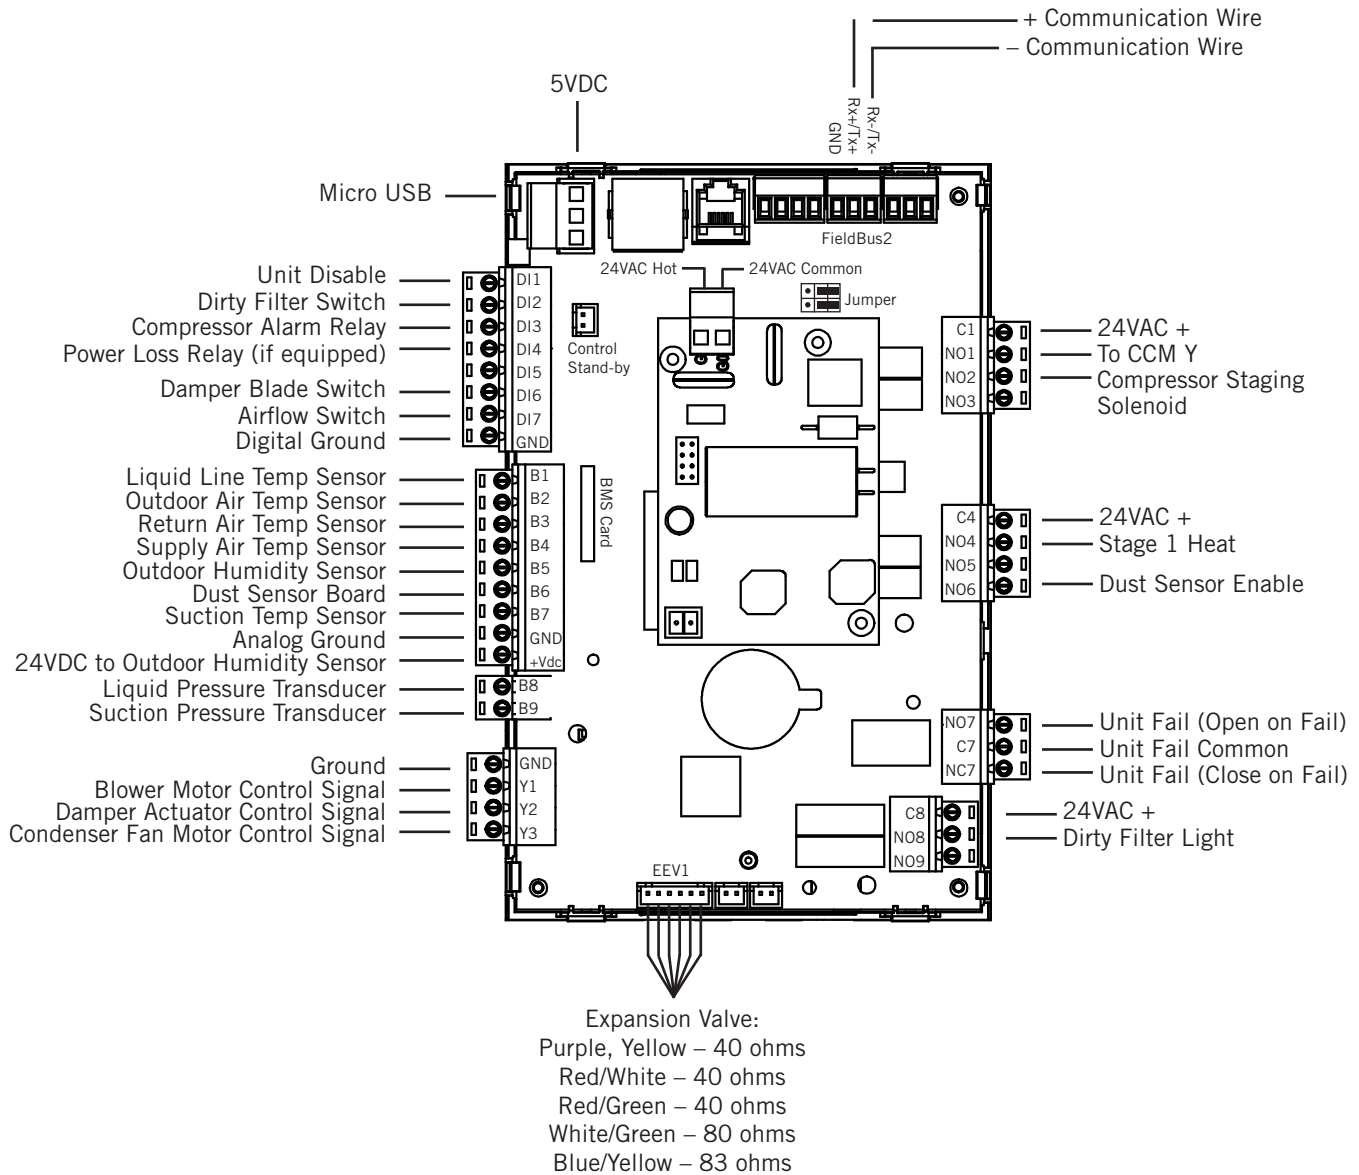 + Communication Wire
– Communication Wire
5VDC
Rx-/Tx-
Rx+/Tx+
GND
Micro USB
FieldBus2
24VAC Hot
24VAC Common
Jumper
Control
Stand-by
BMS Card
Unit Disable DI1
Dirty Filter Switch DI2
Compressor Alarm Relay DI3
Power Loss Relay (if equipped) DI4
DI5
Damper Blade Switch DI6
Airflow Switch DI7
Digital Ground GND
Liquid Line Temp Sensor B1
Outdoor Air Temp Sensor B2
Return Air Temp Sensor B3
Supply Air Temp Sensor B4
Outdoor Humidity Sensor B5
Dust Sensor Board B6
Suction Temp Sensor B7
Analog Ground GND
24VDC to Outdoor Humidity Sensor +Vdc
Liquid Pressure Transducer B8
Suction Pressure Transducer B9
Ground GND
Blower Motor Control Signal Y1
Damper Actuator Control Signal Y2
Condenser Fan Motor Control Signal Y3
C1 24VAC +
NO1 To CCM Y
NO2 Compressor Staging
Solenoid
NO3
C4 24VAC +
NO4 Stage 1 Heat
NO5
NO6 Dust Sensor Enable
NO7 Unit Fail (Open on Fail)
C7 Unit Fail Common
NC7 Unit Fail (Close on Fail)
C8 24VAC +
NO8 Dirty Filter Light
NO9
EEV1
Expansion Valve:
Purple, Yellow – 40 ohms
Red/White – 40 ohms
Red/Green – 40 ohms
White/Green – 80 ohms
Blue/Yellow – 83 ohms